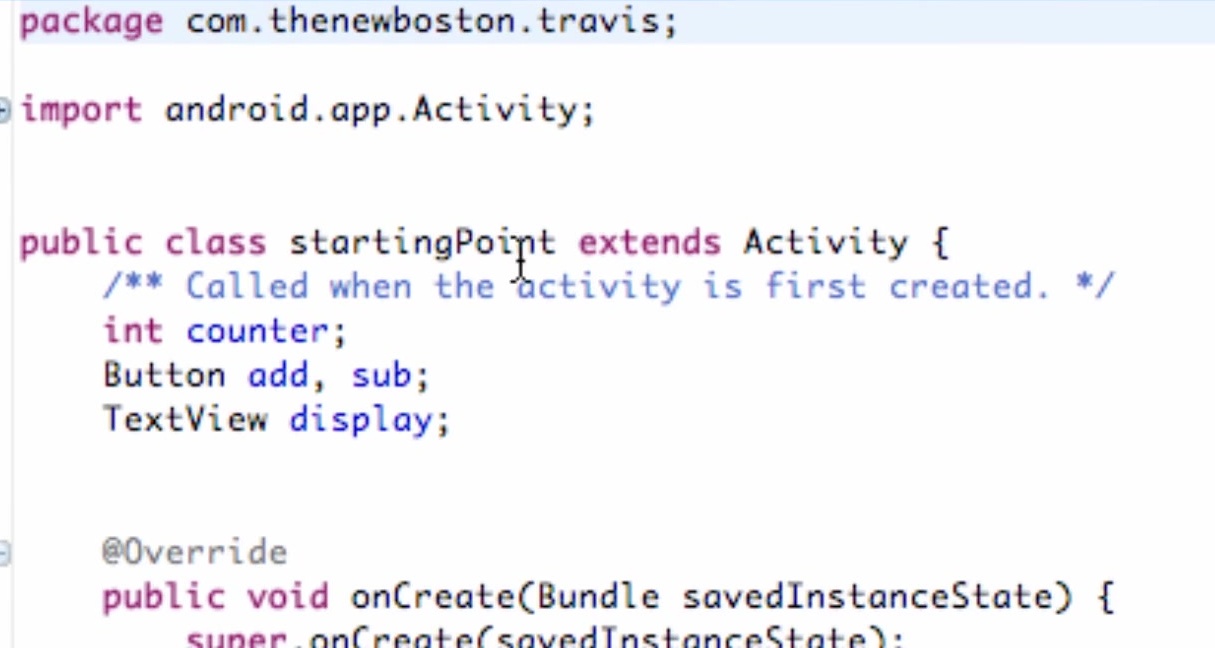 package com.thenewboston.travis;
import android.app.Activity;
public class startingPoint extends Activity {
/** Called when the activity is first created. */
int counter;
Button add, sub;
TextView display;
@Override
public void onCreate(Bundle savedInstanceState) {
super.onCreate(savedInstanceState);